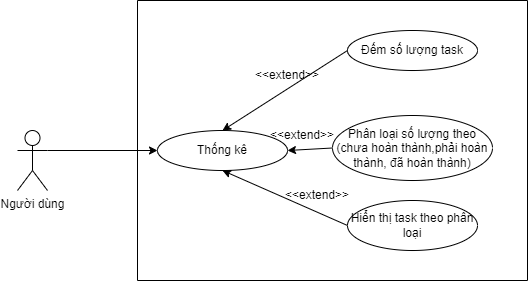 Đếm số lượng task
<<extend>>
Phân loại số lượng theo
(chưa hoàn thành,phải hoàn
thành, đã hoàn thành)
<<extend>>
Thống kê
<<extend>>
Người dùng
Hiển thị task theo phân
loại